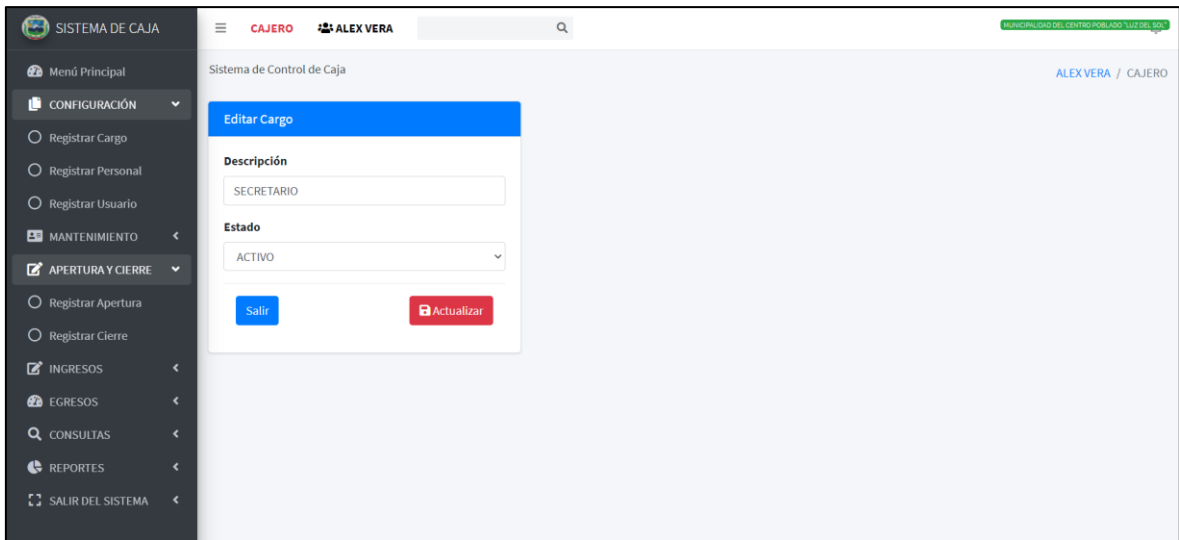 SISTEMA DE CAJA
CAJERO
ALEX VERA
MUNICIPALIDAD DEL CENTRO POBLADO "LUZ DEL SOL"
Menú Principal
CONFIGURACIÓN
Registrar Cargo
Registrar Personal
Registrar Usuario
MANTENIMIENTO
APERTURA Y CIERRE
Registrar Apertura
Registrar Cierre
INGRESOS
EGRESOS
CONSULTAS
REPORTES
SALIR DEL SISTEMA
Sistema de Control de Caja
ALEX VERA / CAJERO
Editar Cargo
Descripción
SECRETARIO
Estado
ACTIVO
Salir
Actualizar